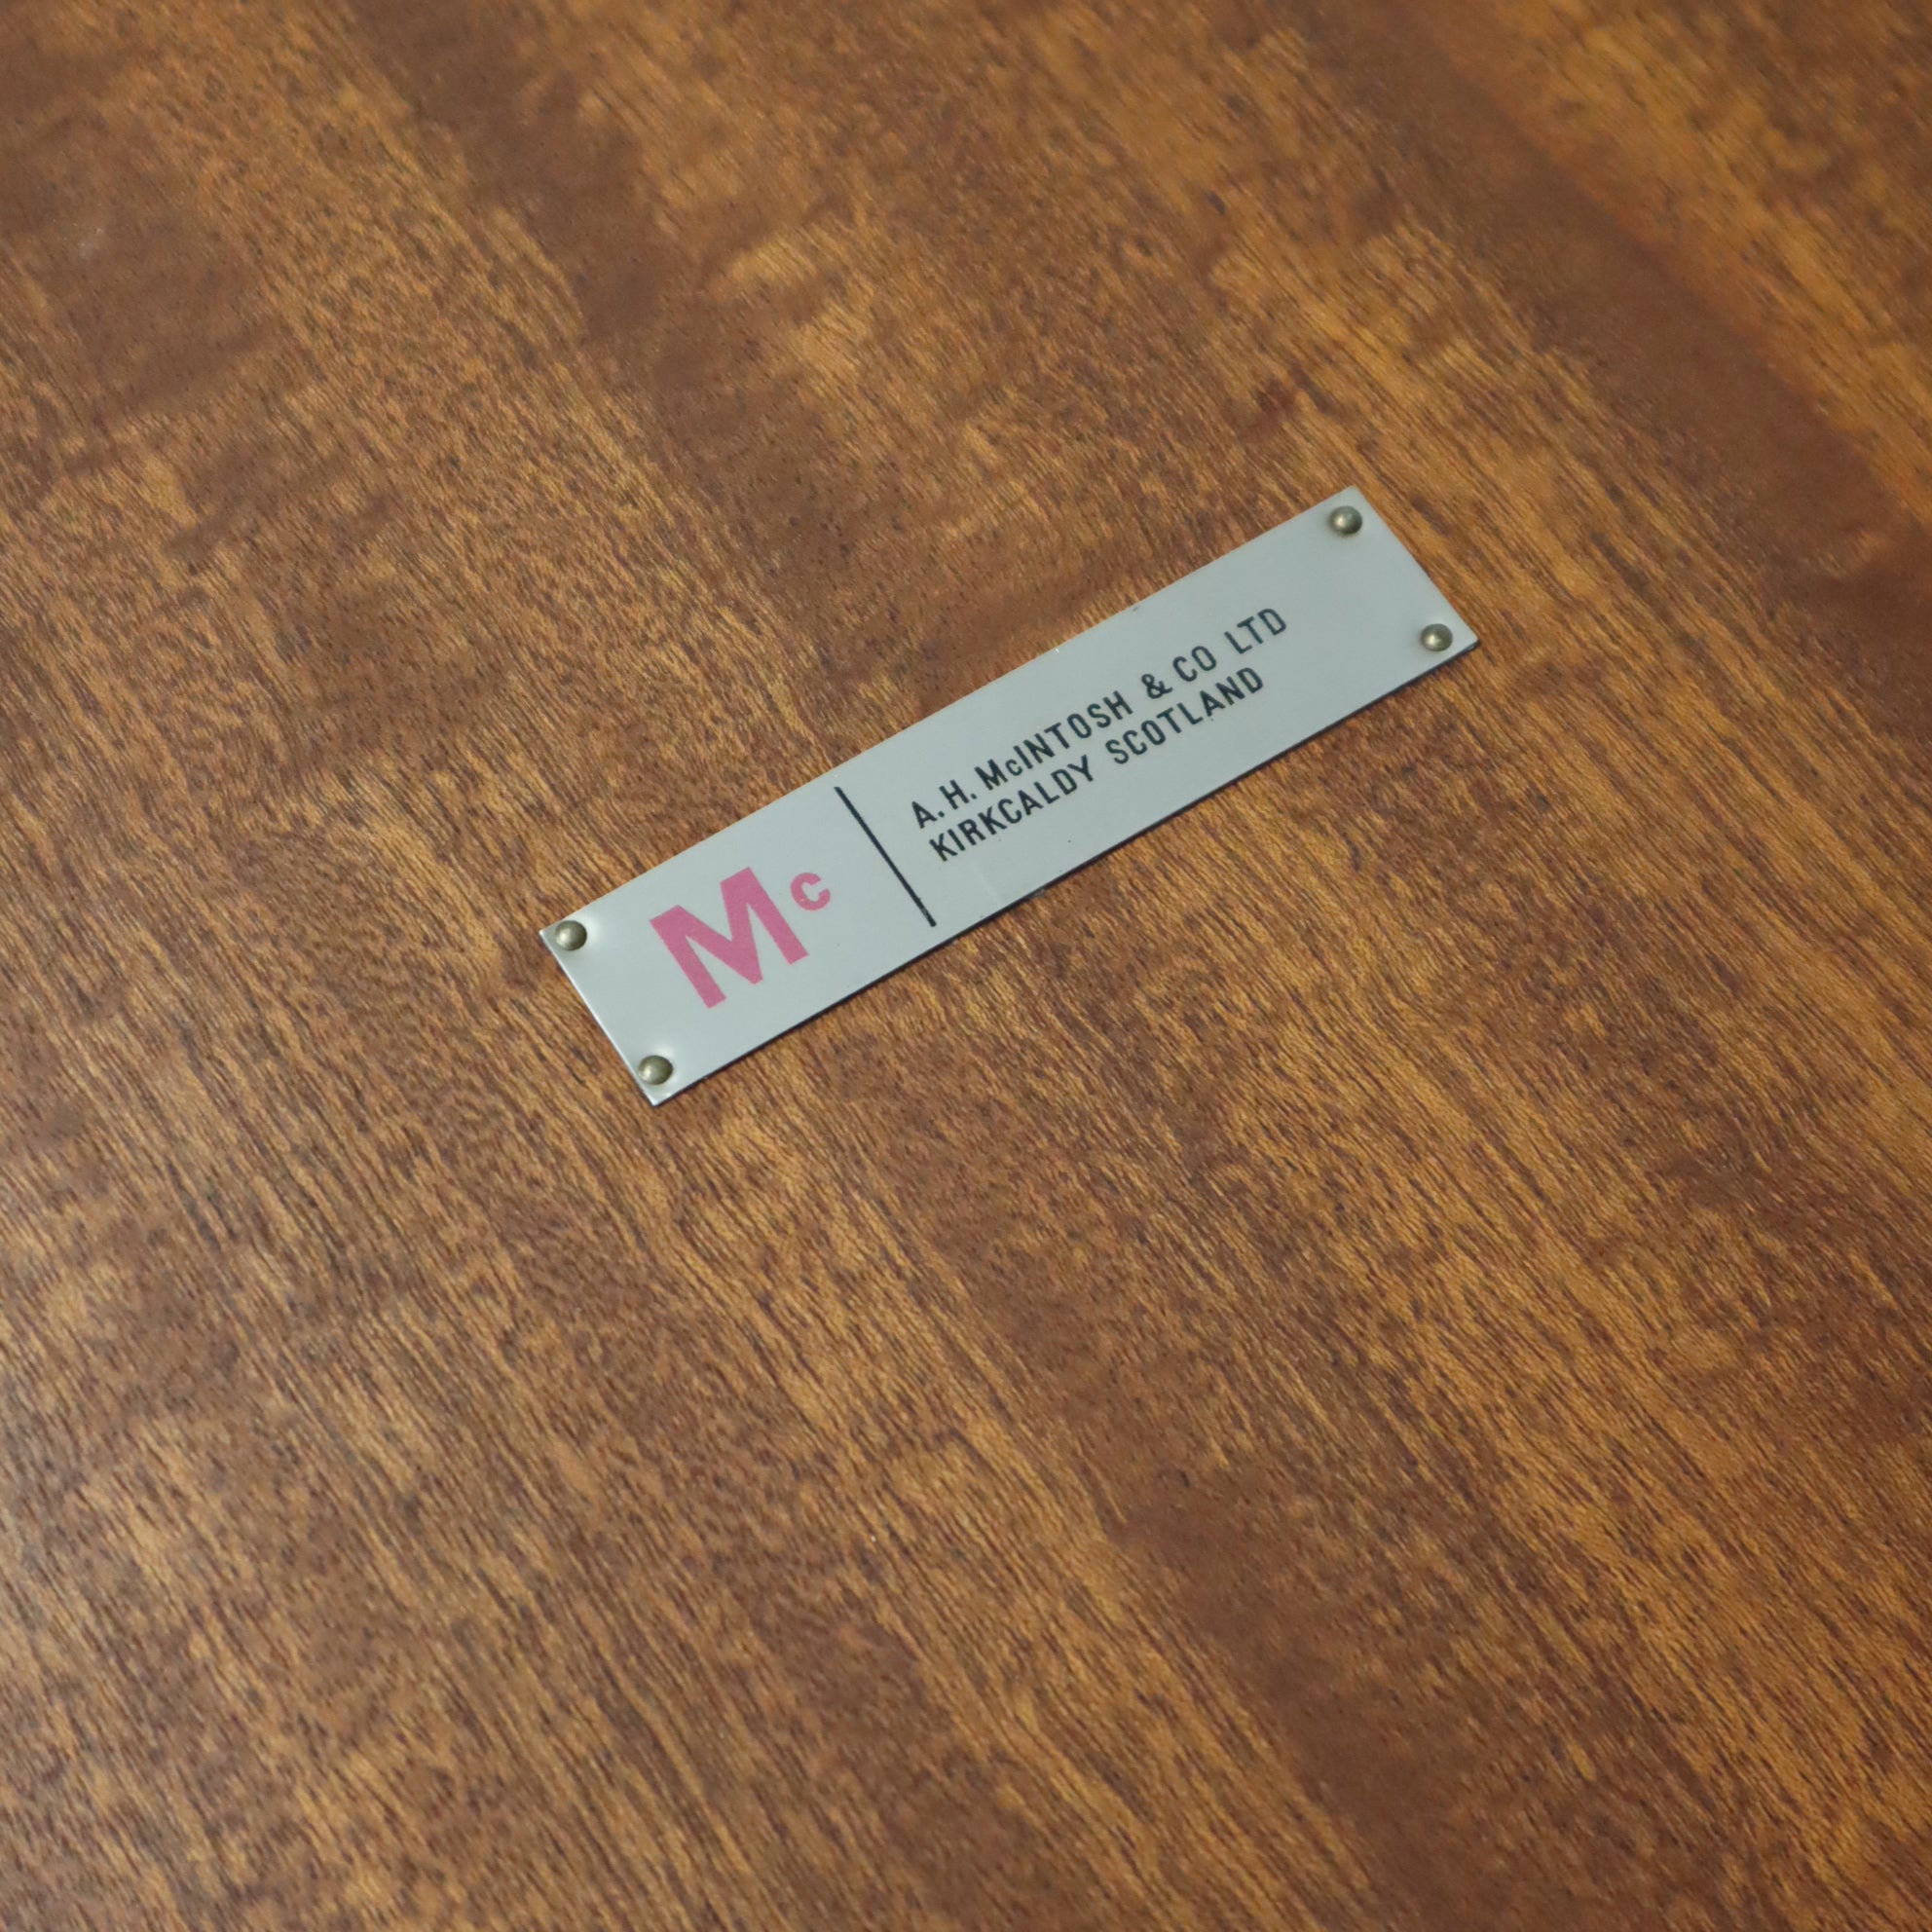 Mc
A. H. McINTOSH & CO LTD
KIRKCALDY SCOTLAND